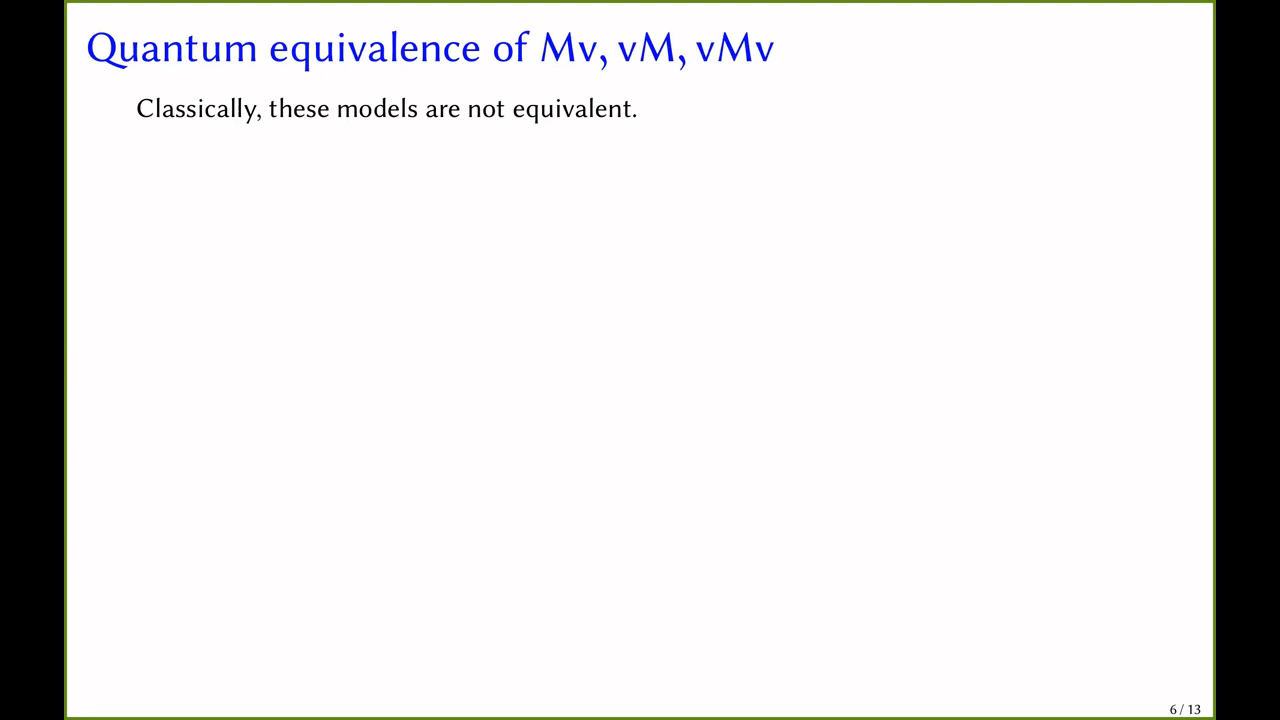 Quantum equivalence of Mv, vM, vMv
Classically, these models are not equivalent.
6 / 13